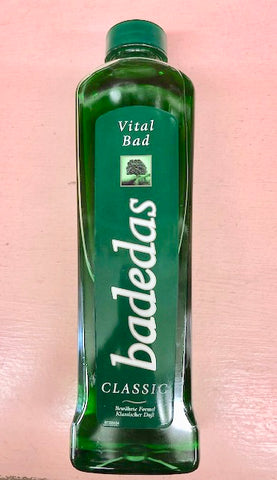 Vital
Bad
badedas
CLASSIC
Bewährte Formel
Klassischer Duft